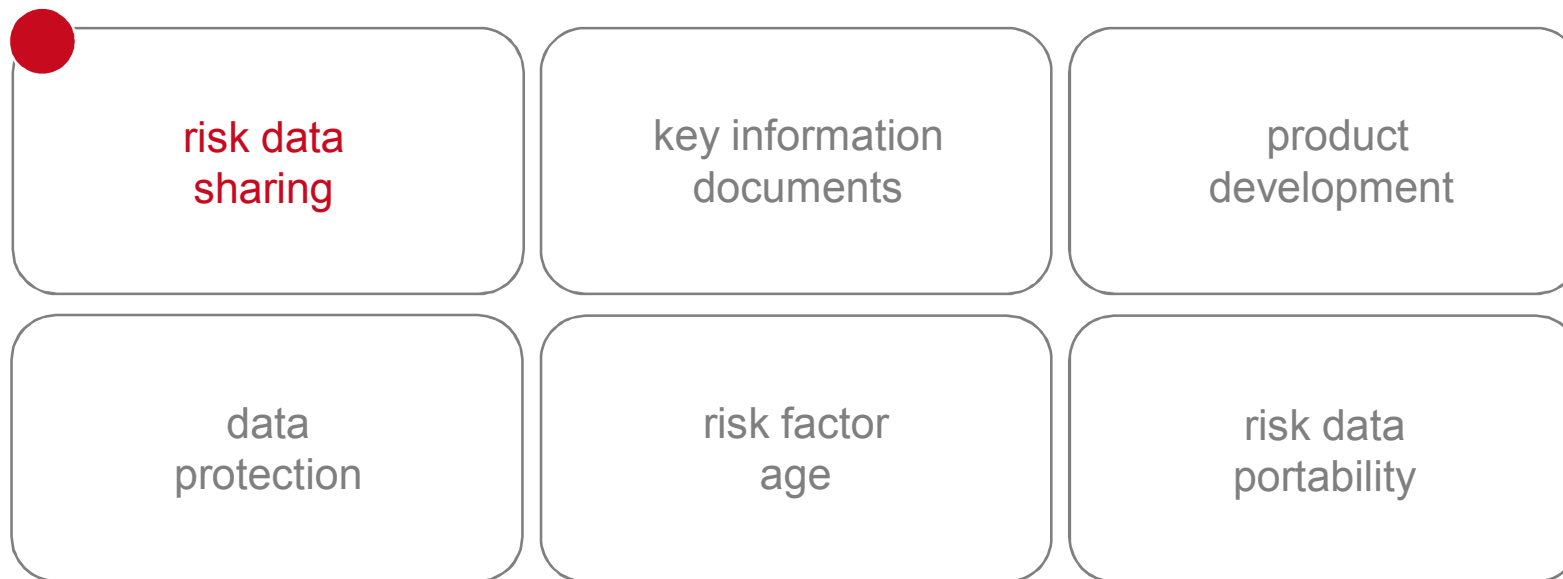 risk data
sharing
key information
documents
product
development
data
protection
risk factor
age
risk data
portability